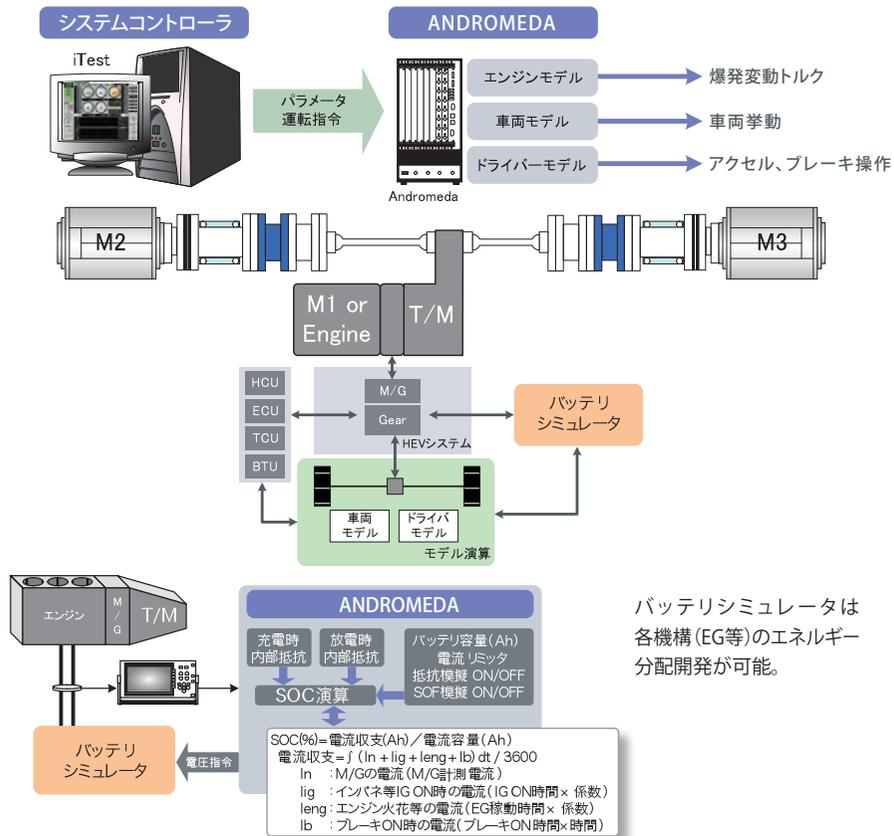 システムコントローラ
ANDROMEDA
iTest
パラメータ
運転指令
エンジンモデル
爆発変動トルク
車両モデル
車両挙動
ドライバーモデル
アクセル、ブレーキ操作
Andromeda
M2
M3
M1 or
Engine
T/M
HCU
ECU
TCU
BTU
M/G
Gear
HEVシステム
バッテリ
シミュレータ
車両
モデル
ドライバ
モデル
モデル演算
エンジン
M/G
T/M
ANDROMEDA
充電時
内部抵抗
放電時
内部抵抗
バッテリ容量(Ah)
電流リミッタ
抵抗模擬 ON/OFF
SOF模擬 ON/OFF
SOC演算
バッテリシミュレータは
各機構(EG等)のエネルギー
分配開発が可能。
バッテリ
シミュレータ
電圧指令
SOC(%)=電流収支(Ah)/電流容量(Ah)
電流収支=∫(In+Iig+Ieng+Ib)dt/3600
In :M/Gの電流(M/G計測電流)
Iig :インパネ等IG ON時の電流(IG ON時間×係数)
Ieng:エンジン火花等の電流(EG稼動時間×係数)
Ib :ブレーキON時の電流(ブレーキON時間×時間)